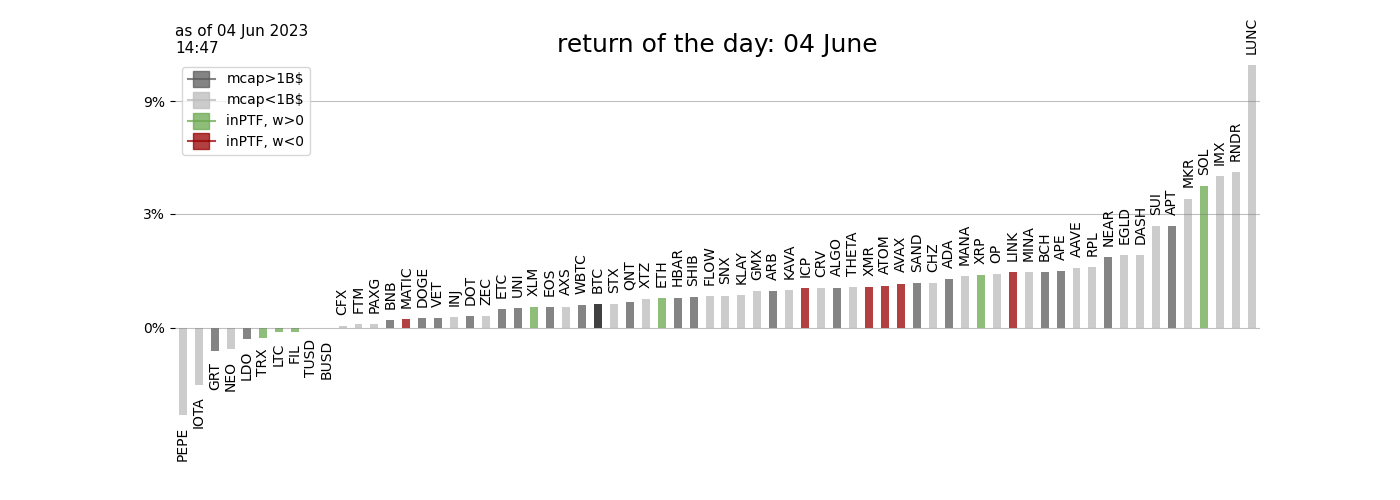 as of 04 Jun 2023
14:47
return of the day: 04 June
mcap>1B$
mcap<1B$
inPTF, w>0
inPTF, w<0
9%
3%
0%
PEPE
IOTA
GRT
NEO
LDO
TRX
LTC
FIL
TUSD
BUSD
CFX
FTM
PAXG
BNB
MATIC
DOGE
VET
INJ
DOT
ZEC
ETC
UNI
XLM
EOS
AXS
WBTC
BTC
STX
QNT
XTZ
ETH
HBAR
SHIB
FLOW
SNX
KLAY
GMX
ARB
KAVA
ICP
CRV
ALGO
THETA
XMR
ATOM
AVAX
SAND
CHZ
ADA
MANA
XRP
OP
LINK
MINA
BCH
APE
AAVE
RPL
NEAR
EGLD
DASH
SUI
APT
MKR
SOL
IMX
RNDR
LUNC